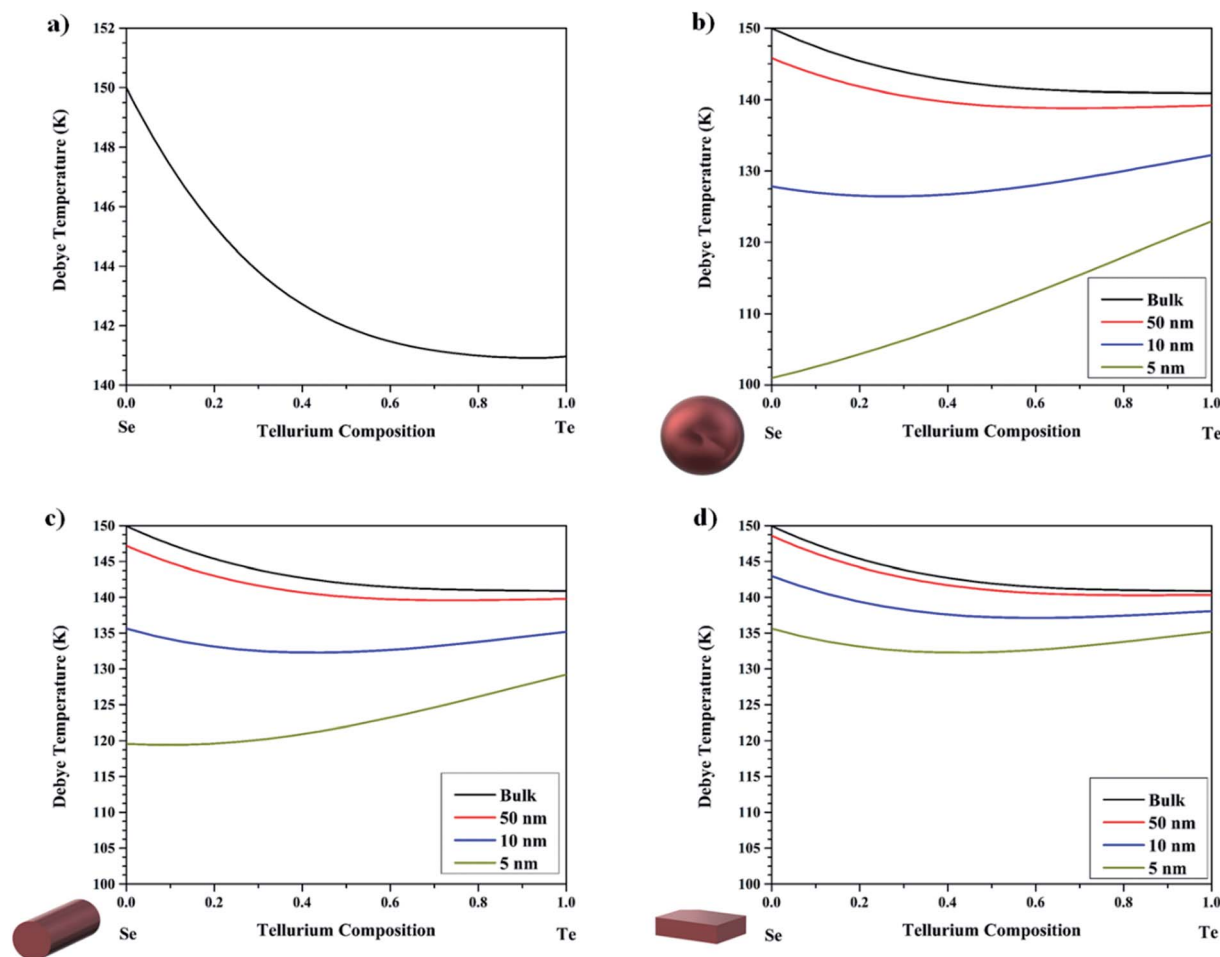 a)
152
150
148
146
144
142
140
Debye Temperature (K)
0.0 0.2 0.4 0.6 0.8 1.0
Se Tellurium Composition Te
b)
150
140
130
120
110
100
Debye Temperature (K)
Bulk
50 nm
10 nm
5 nm
0.0 0.2 0.4 0.6 0.8 1.0
Se Tellurium Composition Te
c)
150
145
140
135
130
125
120
115
110
105
100
Debye Temperature (K)
Bulk
50 nm
10 nm
5 nm
0.0 0.2 0.4 0.6 0.8 1.0
Se Tellurium Composition Te
d)
150
145
140
135
130
125
120
115
110
105
100
Debye Temperature (K)
Bulk
50 nm
10 nm
5 nm
0.0 0.2 0.4 0.6 0.8 1.0
Se Tellurium Composition Te